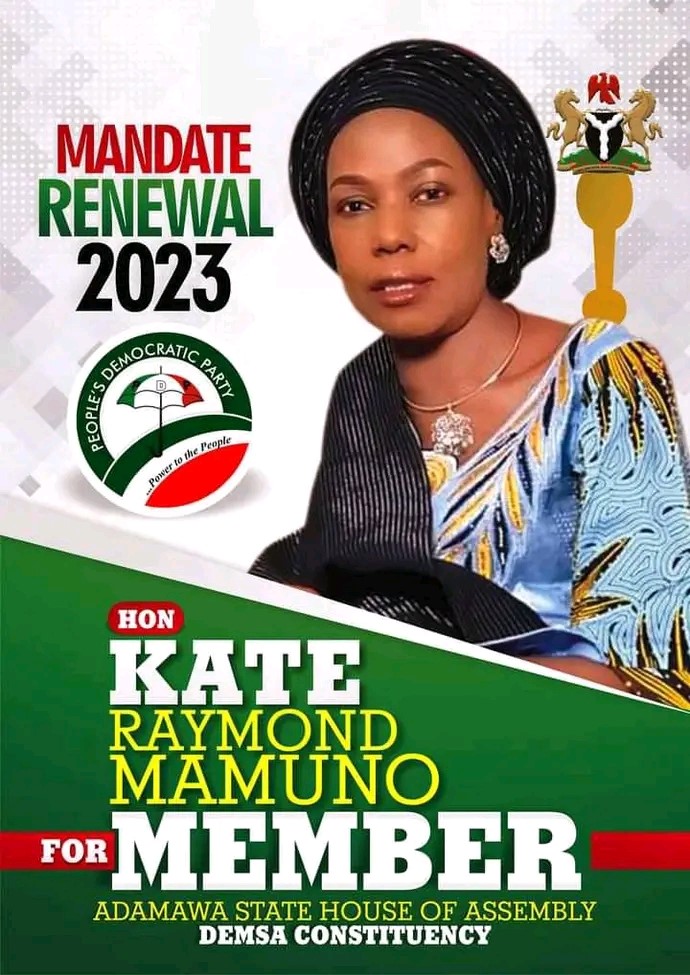 MANDATE
RENEWAL
2023
PEOPLE'S DEMOCRATIC PARTY
PDP
...Power to the People
HON
KATE
RAYMOND
MAMUNO
FOR MEMBER
ADAMAWA STATE HOUSE OF ASSEMBLY
DEMSA CONSTITUENCY